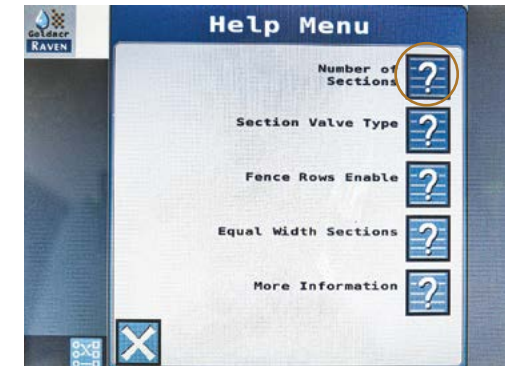 Help Menu
Goldacr
RAVEN
Number of
Sections
?
Section Valve Type
?
Fence Rows Enable
?
Equal Width Sections
?
More Information
?